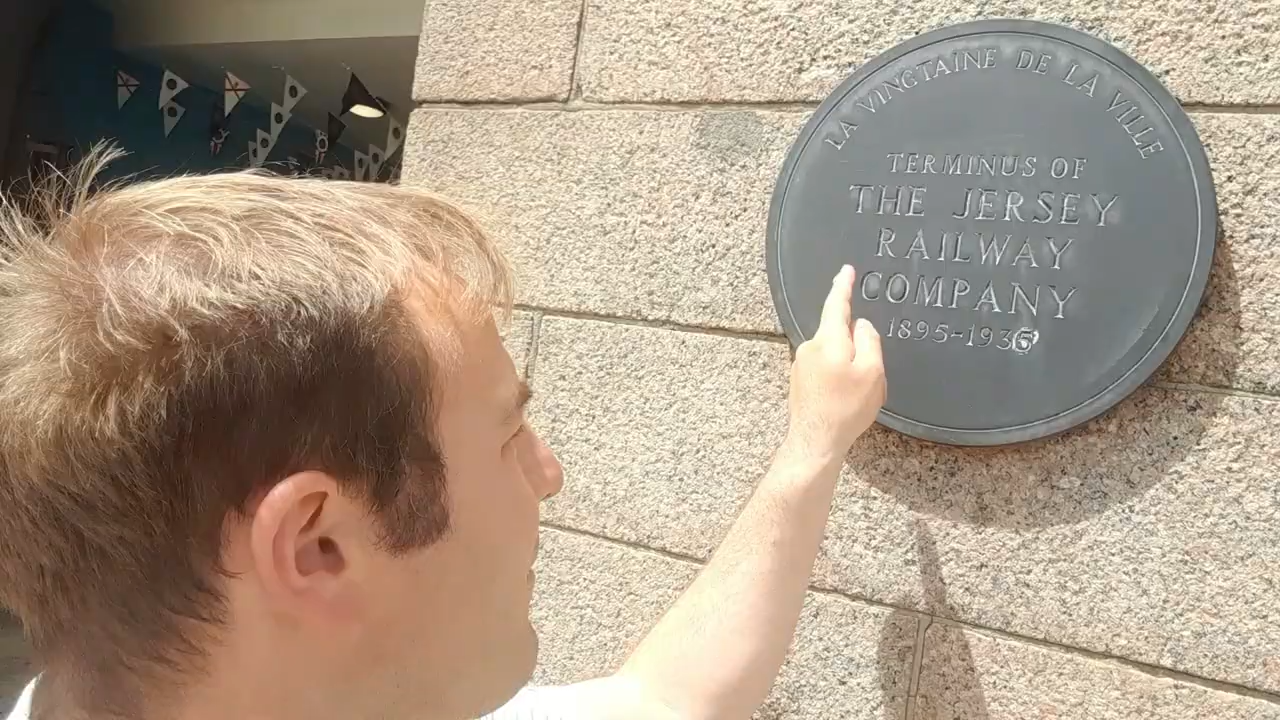 LA VINGTAINE DE LA VILLE
TERMINUS OF
THE JERSEY
RAILWAY
COMPANY
1895-1936